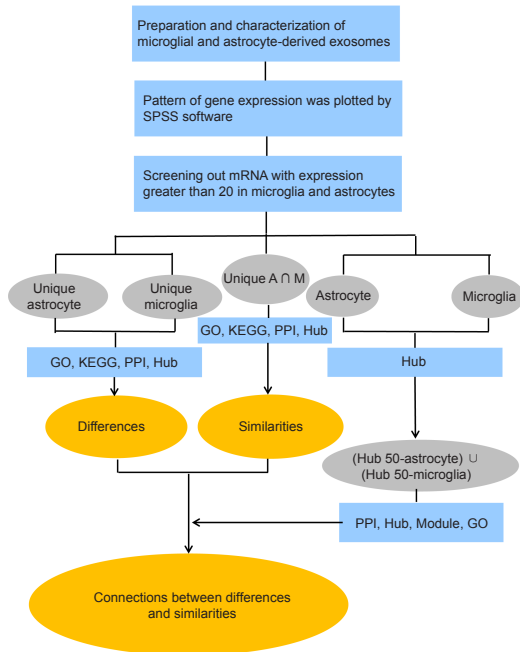 Preparation and characterization of
microglial and astrocyte-derived exosomes
Pattern of gene expression was plotted by
SPSS software
Screening out mRNA with expression
greater than 20 in microglia and astrocytes
Unique
astrocyte
Unique
microglia
Unique A ∩ M
Astrocyte
Microglia
GO, KEGG, PPI, Hub
GO, KEGG, PPI, Hub
Hub
Differences
Similarities
(Hub 50-astrocyte) ∪
(Hub 50-microglia)
PPI, Hub, Module, GO
Connections between differences
and similarities